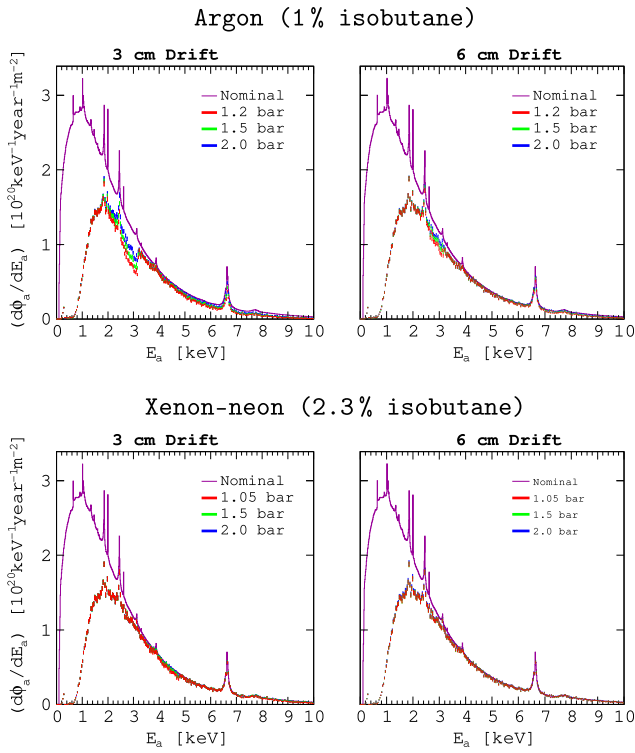 Argon (1% isobutane)
3 cm Drift
6 cm Drift
(dϕa/dEa) [10^20keV^-1year^-1m^-2]
3
2
1
0
Nominal
1.2 bar
1.5 bar
2.0 bar
Nominal
1.2 bar
1.5 bar
2.0 bar
0 1 2 3 4 5 6 7 8 9 10
0 1 2 3 4 5 6 7 8 9 10
Ea [keV]
Ea [keV]
Xenon-neon (2.3% isobutane)
3 cm Drift
6 cm Drift
(dϕa/dEa) [10^20keV^-1year^-1m^-2]
3
2
1
0
Nominal
1.05 bar
1.5 bar
2.0 bar
Nominal
1.05 bar
1.5 bar
2.0 bar
0 1 2 3 4 5 6 7 8 9 10
0 1 2 3 4 5 6 7 8 9 10
Ea [keV]
Ea [keV]